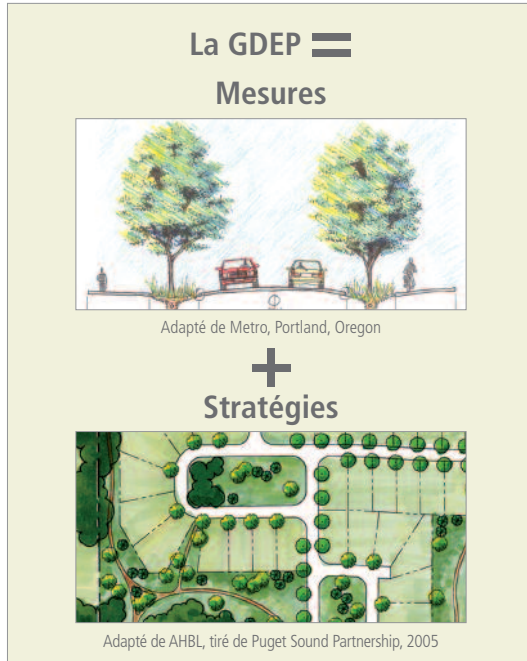 La GDEP =
Mesures
Adapté de Metro, Portland, Oregon
+
Stratégies
Adapté de AHBL, tiré de Puget Sound Partnership, 2005